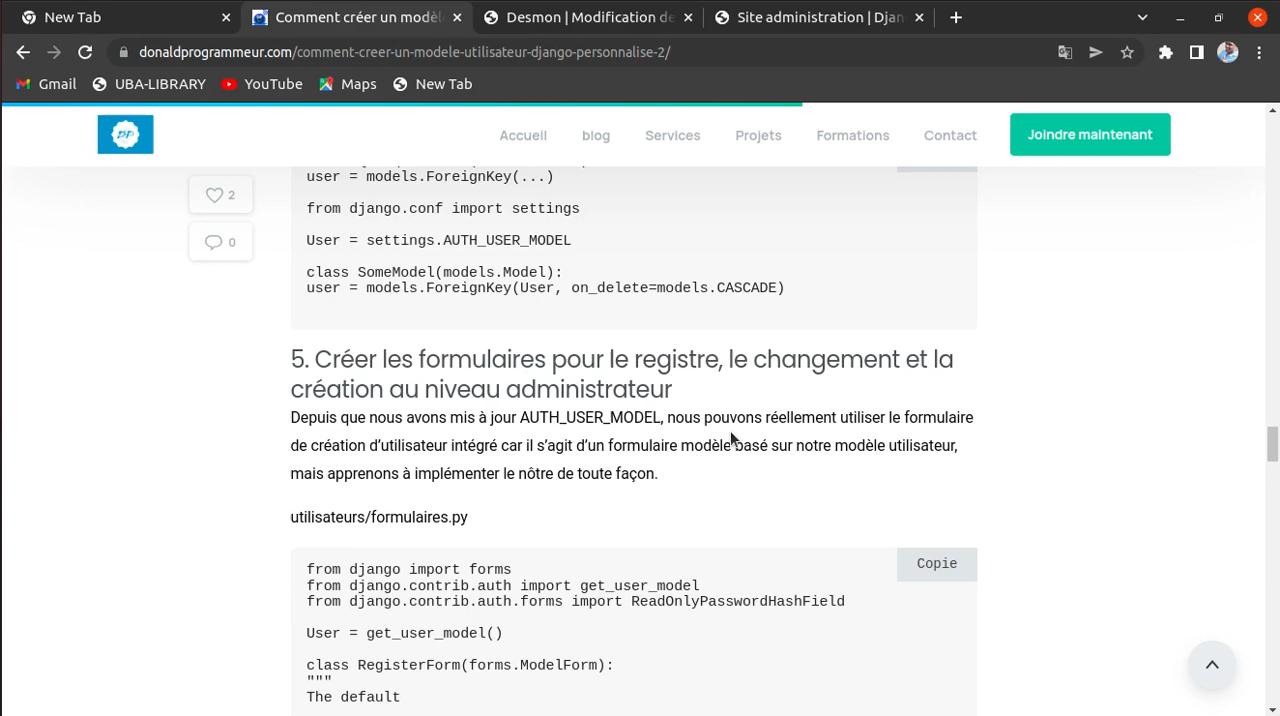 New Tab
Comment créer un modèle
Desmon | Modification de
Site administration | Djan
donaldprogrammeur.com/comment-creer-un-modele-utilisateur-django-personnalise-2/
Gmail
UBA-LIBRARY
YouTube
Maps
New Tab
DP
Accueil
blog
Services
Projets
Formations
Contact
Joindre maintenant
2
0
user = models.ForeignKey(...)
from django.conf import settings
User = settings.AUTH_USER_MODEL
class SomeModel(models.Model):
user = models.ForeignKey(User, on_delete=models.CASCADE)
5. Créer les formulaires pour le registre, le changement et la
création au niveau administrateur
Depuis que nous avons mis à jour AUTH_USER_MODEL, nous pouvons réellement utiliser le formulaire
de création d’utilisateur intégré car il s’agit d’un formulaire modèle basé sur notre modèle utilisateur,
mais apprenons à implémenter le nôtre de toute façon.
utilisateurs/formulaires.py
Copie
from django import forms
from django.contrib.auth import get_user_model
from django.contrib.auth.forms import ReadOnlyPasswordHashField
User = get_user_model()
class RegisterForm(forms.ModelForm):
"""
The default